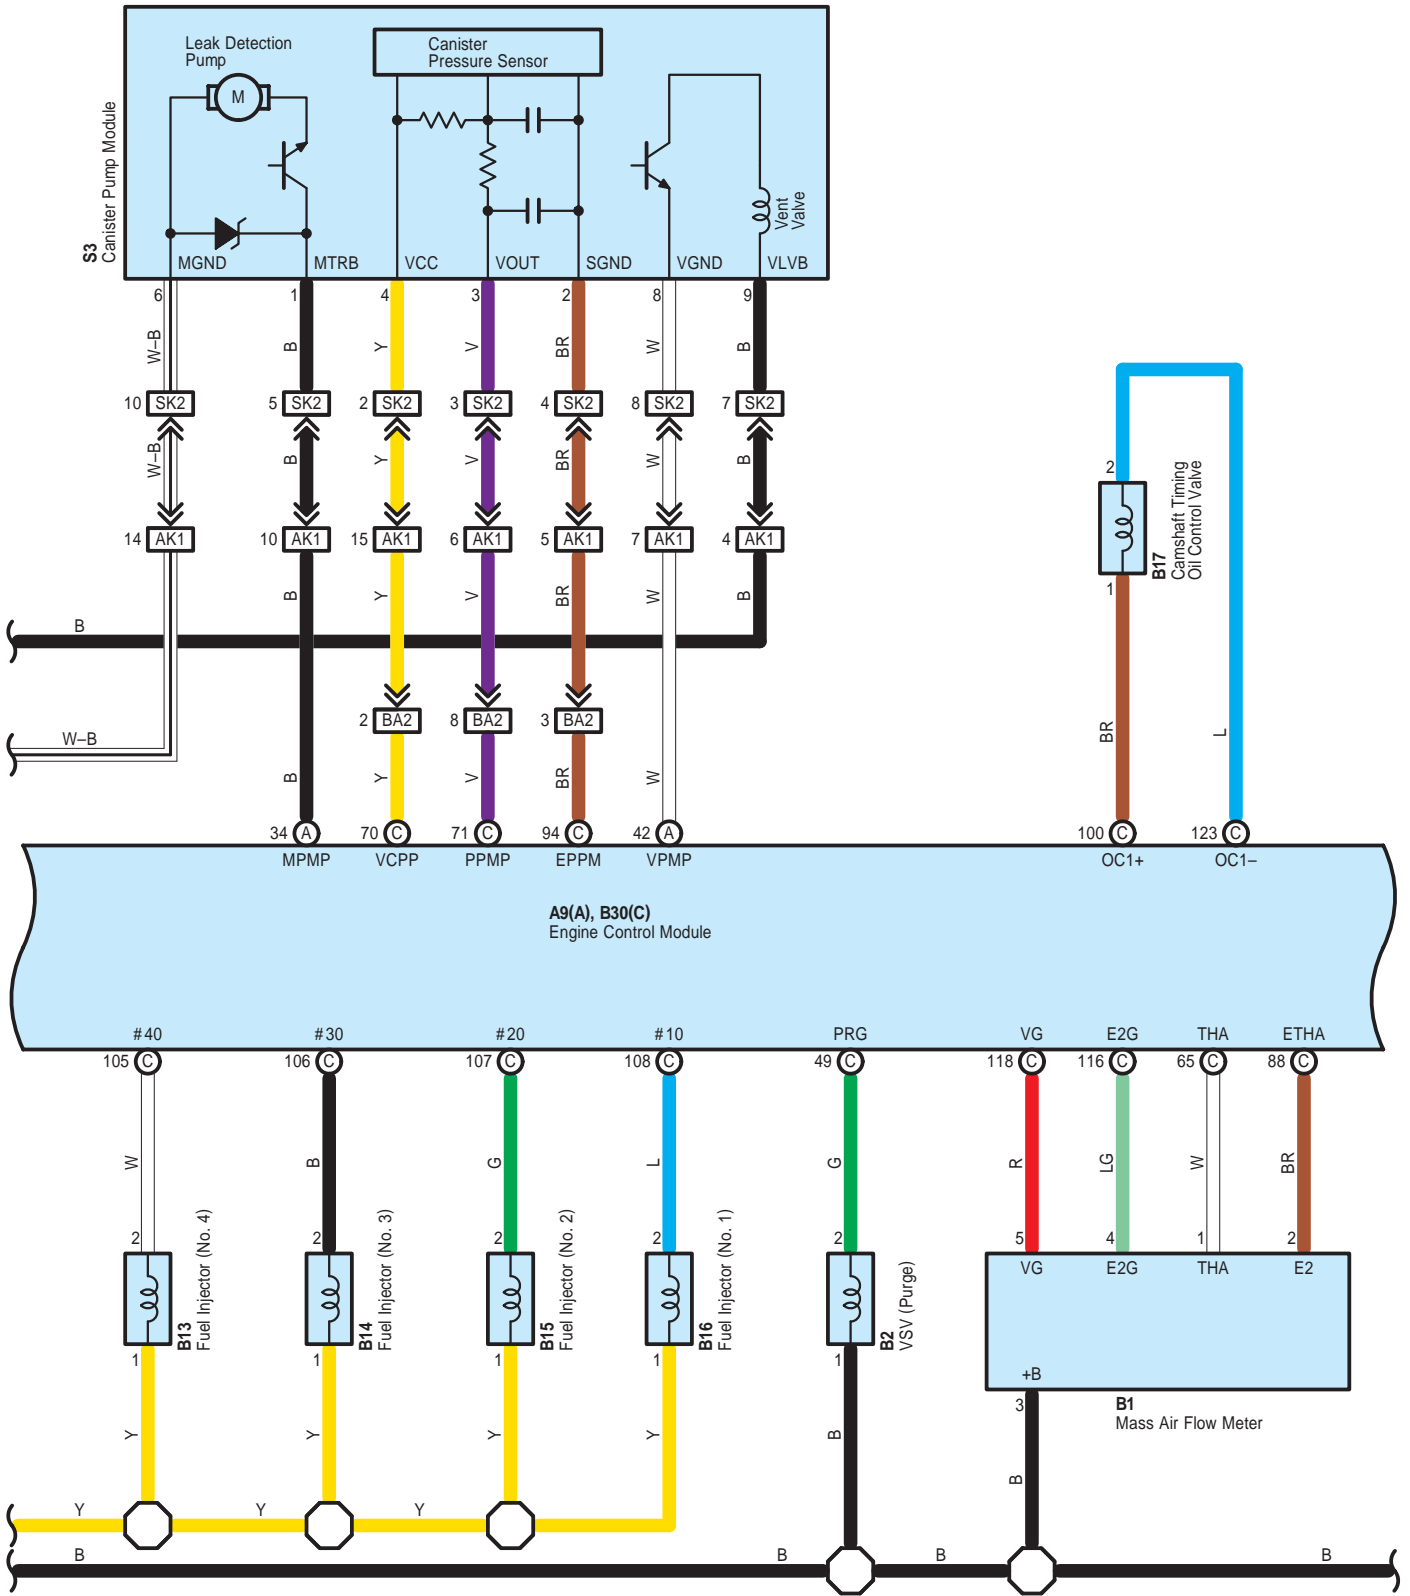 Leak Detection
Pump
M
Canister
Pressure Sensor
Vent
Valve
S3
Canister Pump Module
MGND MTRB VCC VOUT SGND VGND VLVB
6 1 4 3 2 8 9
W–B B Y V BR W B
10 SK2 5 SK2 2 SK2 3 SK2 4 SK2 8 SK2 7 SK2
W–B B Y V BR W B
14 AK1 10 AK1 15 AK1 6 AK1 5 AK1 7 AK1 4 AK1
B Y V BR W B
B
2 BA2 8 BA2 3 BA2
W–B
B Y V BR W
2
B17
Camshaft Timing
Oil Control Valve
1
BR L
34 A 70 C 71 C 94 C 42 A 100 C 123 C
MPMP VCPP PPMP EPPM VPMP OC1+ OC1–
A9(A), B30(C)
Engine Control Module
#40 #30 #20 #10 PRG VG E2G THA ETHA
105 C 106 C 107 C 108 C 49 C 118 C 116 C 65 C 88 C
W B G L G R LG W BR
2 2 2 2 2 5 4 1 2
VG E2G THA E2
B13
Fuel Injector (No. 4)
B14
Fuel Injector (No. 3)
B15
Fuel Injector (No. 2)
B16
Fuel Injector (No. 1)
B2
VSV (Purge)
1 1 1 1 1
+B
3
B1
Mass Air Flow Meter
Y Y Y Y B B
Y Y Y
B B B B